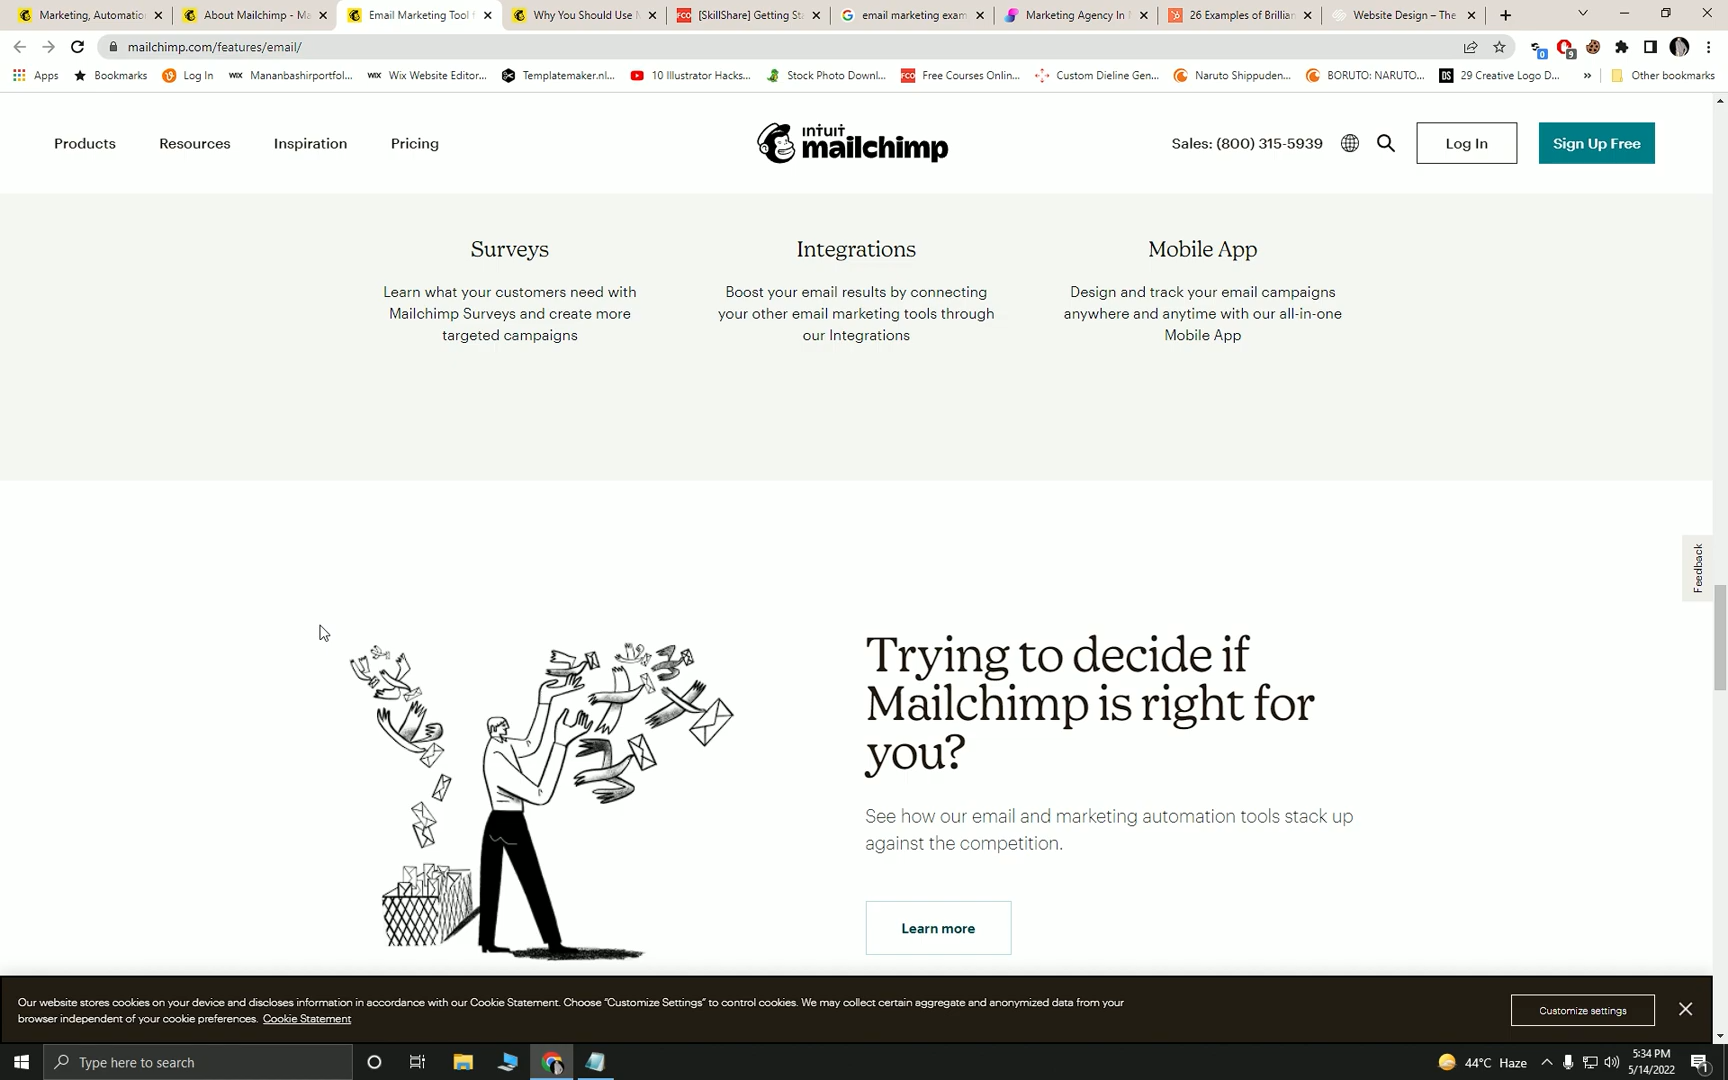 Marketing, Automation
About Mailchimp - Ma
Email Marketing Tool f
Why You Should Use M
[SkillShare] Getting Sta
email marketing exam
Marketing Agency In
26 Examples of Brillian
Website Design – The
mailchimp.com/features/email/
0
9
Apps
Bookmarks
Log In
Mananbashirportfol...
Wix Website Editor...
Templatemaker.nl...
10 Illustrator Hacks...
Stock Photo Downl...
Free Courses Onlin...
Custom Dieline Gen...
Naruto Shippuden...
BORUTO: NARUTO...
29 Creative Logo D...
»
Other bookmarks
Products
Resources
Inspiration
Pricing
intuit
mailchimp
Sales: (800) 315-5939
Log In
Sign Up Free
Surveys
Learn what your customers need with
Mailchimp Surveys and create more
targeted campaigns
Integrations
Boost your email results by connecting
your other email marketing tools through
our Integrations
Mobile App
Design and track your email campaigns
anywhere and anytime with our all-in-one
Mobile App
Feedback
Trying to decide if
Mailchimp is right for
you?
See how our email and marketing automation tools stack up
against the competition.
Learn more
Our website stores cookies on your device and discloses information in accordance with our Cookie Statement. Choose “Customize Settings” to control cookies. We may collect certain aggregate and anonymized data from your
browser independent of your cookie preferences. Cookie Statement
Customize settings
Type here to search
44°C Haze
5:34 PM
5/14/2022
1